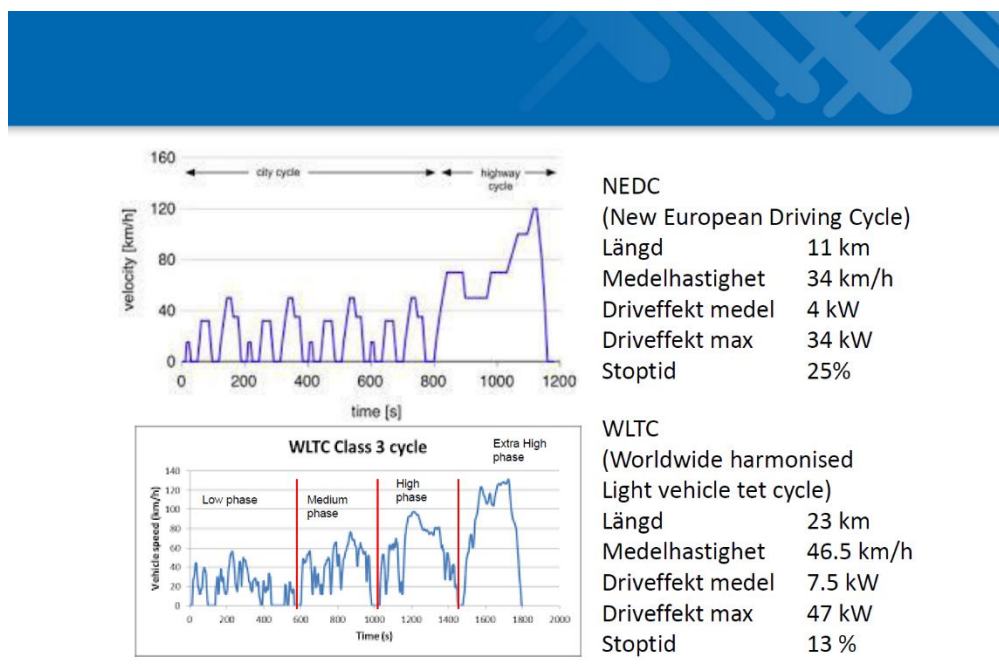 160
city cycle
highway
cycle
120
80
40
0
velocity [km/h]
0 200 400 600 800 1000 1200
time [s]
NEDC
(New European Driving Cycle)
Längd 11 km
Medelhastighet 34 km/h
Driveffekt medel 4 kW
Driveffekt max 34 kW
Stoptid 25%
WLTC Class 3 cycle
Extra High
phase
High
phase
Medium
phase
Low phase
140
120
100
80
60
40
20
0
Vehicle speed (km/h)
0 200 400 600 800 1000 1200 1400 1600 1800 2000
Time (s)
WLTC
(Worldwide harmonised
Light vehicle tet cycle)
Längd 23 km
Medelhastighet 46.5 km/h
Driveffekt medel 7.5 kW
Driveffekt max 47 kW
Stoptid 13 %